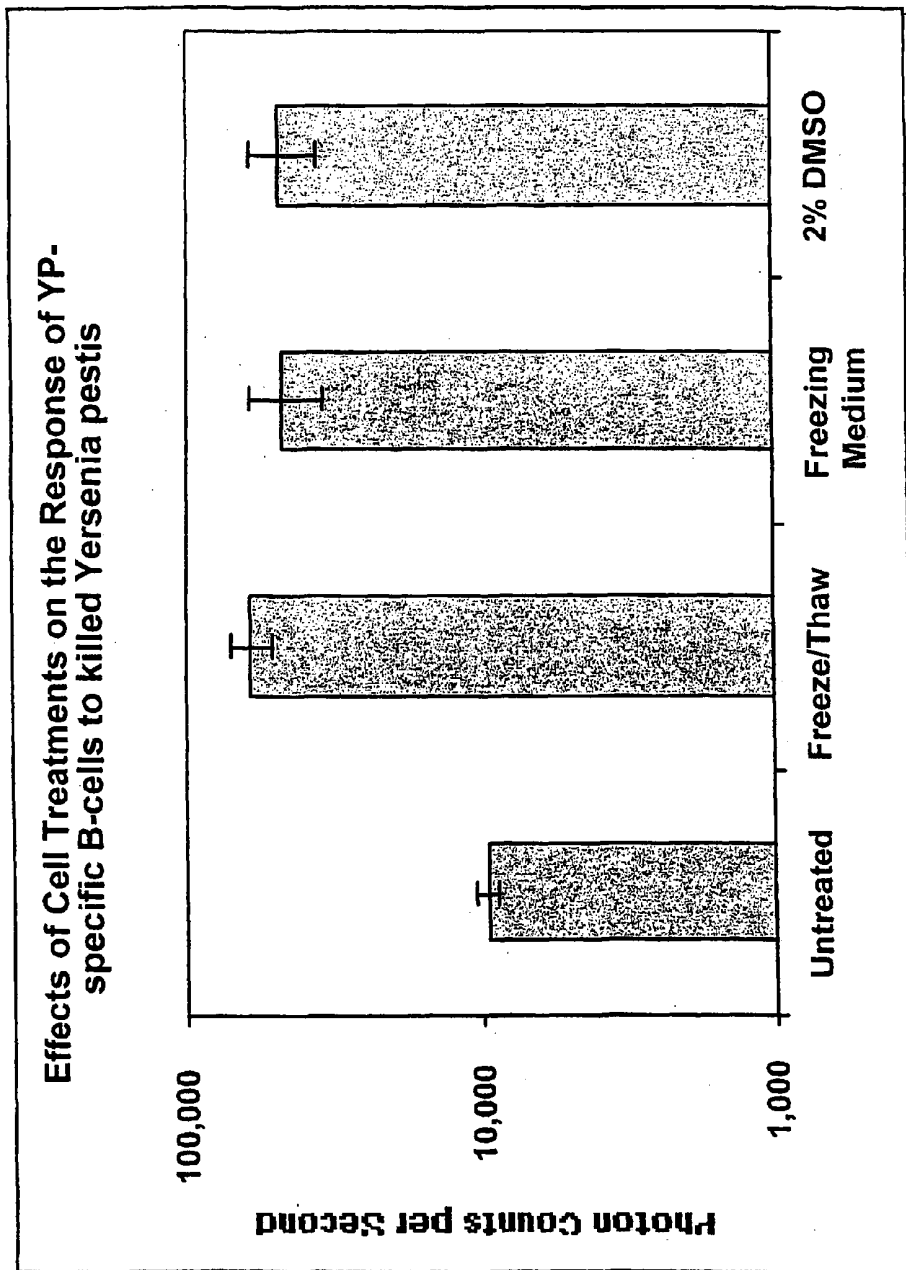 Effects of Cell Treatments on the Response of YP-
specific B-cells to killed Yersenia pestis
Photon Counts per Second
100,000
10,000
1,000
Untreated
Freeze/Thaw
Freezing
Medium
2% DMSO